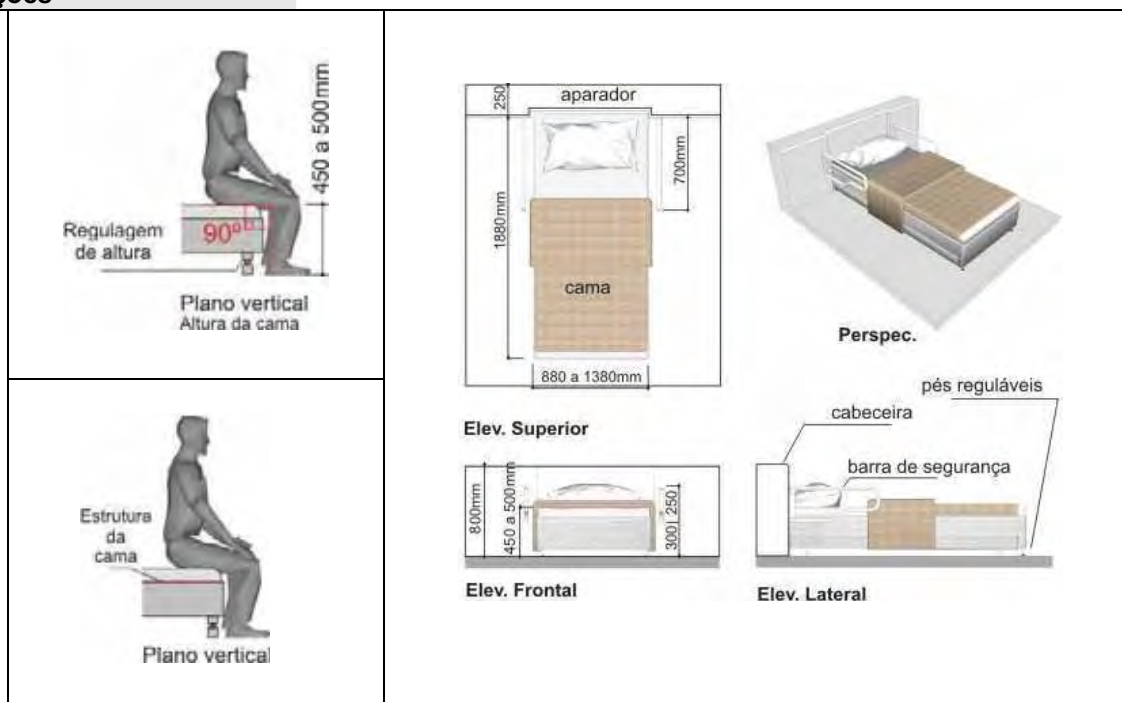 450 a 500mm
Regulagem
de altura
90º
Plano vertical
Altura da cama
Estrutura
da
cama
Plano vertical
250
aparador
700mm
1880mm
cama
880 a 1380mm
Elev. Superior
Perspec.
800mm
450 a 500mm
300 250
Elev. Frontal
cabeceira
pés reguláveis
barra de segurança
Elev. Lateral